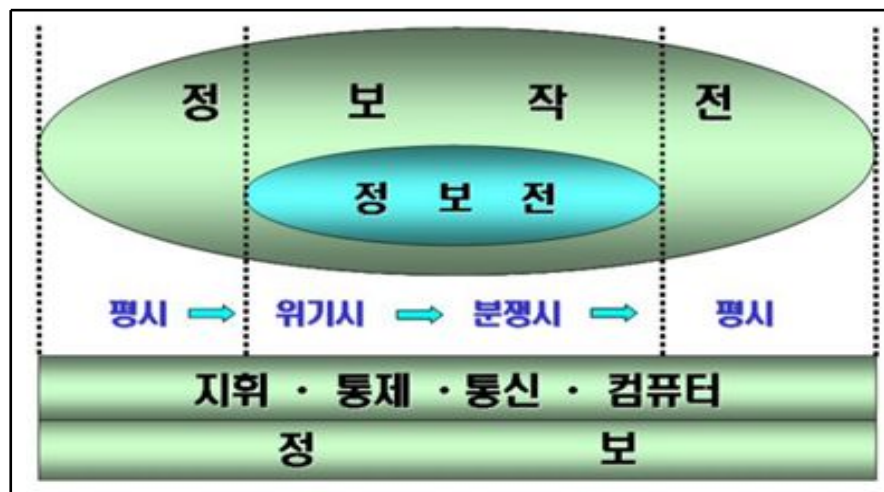 정 보 작 전
정 보 전
평시 위기시 분쟁시 평시
지휘 · 통제 · 통신 · 컴퓨터
정 보